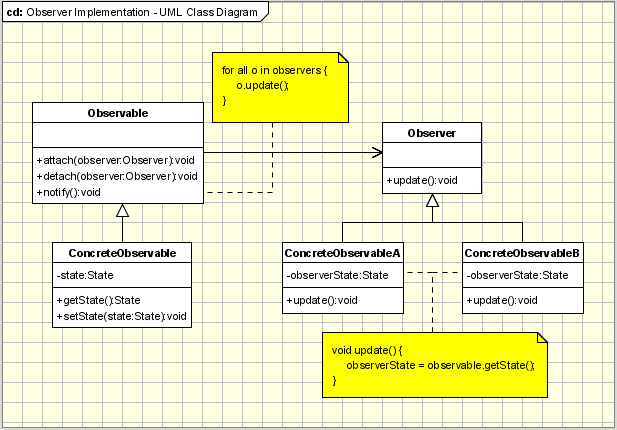 cd: Observer Implementation - UML Class Diagram
for all o in observers {
o.update();
}
Observable
+attach(observer:Observer):void
+detach(observer:Observer):void
+notify():void
Observer
+update():void
ConcreteObservable
-state:State
+getState():State
+setState(state:State):void
ConcreteObservableA
-observerState:State
+update():void
ConcreteObservableB
-observerState:State
+update():void
void update() {
observerState = observable.getState();
}